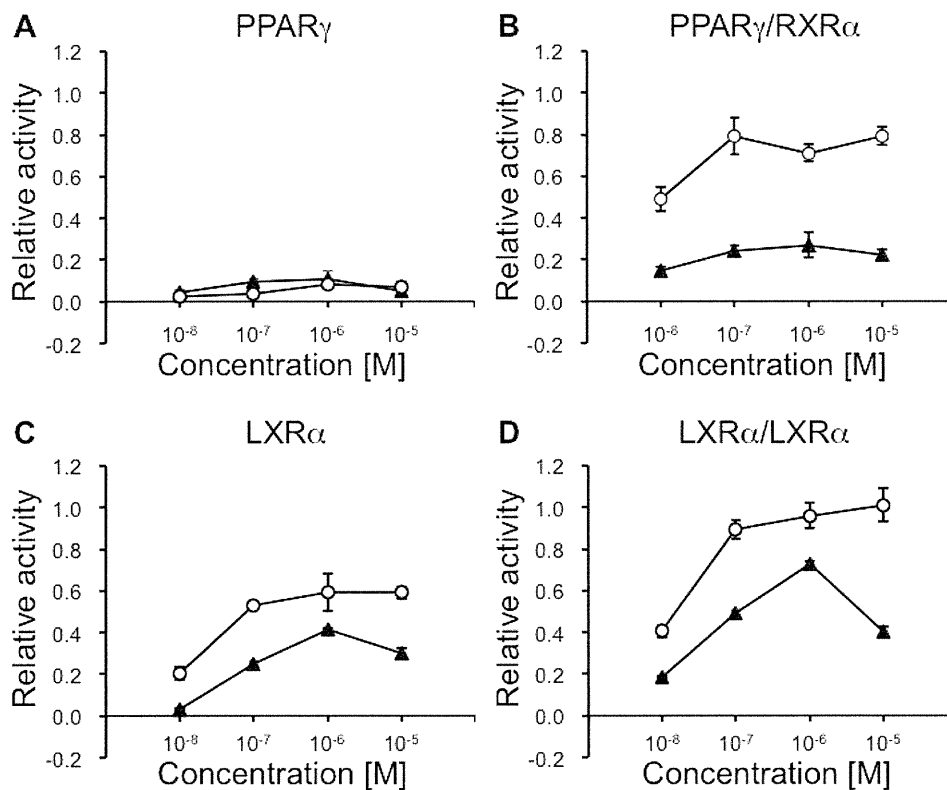 A PPARγ
Relative activity
1.2
1.0
0.8
0.6
0.4
0.2
0.0
-0.2
10⁻⁸ 10⁻⁷ 10⁻⁶ 10⁻⁵
Concentration [M]
B PPARγ/RXRα
Relative activity
1.2
1.0
0.8
0.6
0.4
0.2
0.0
-0.2
10⁻⁸ 10⁻⁷ 10⁻⁶ 10⁻⁵
Concentration [M]
C LXRα
Relative activity
1.2
1.0
0.8
0.6
0.4
0.2
0.0
-0.2
10⁻⁸ 10⁻⁷ 10⁻⁶ 10⁻⁵
Concentration [M]
D LXRα/LXRα
Relative activity
1.2
1.0
0.8
0.6
0.4
0.2
0.0
-0.2
10⁻⁸ 10⁻⁷ 10⁻⁶ 10⁻⁵
Concentration [M]